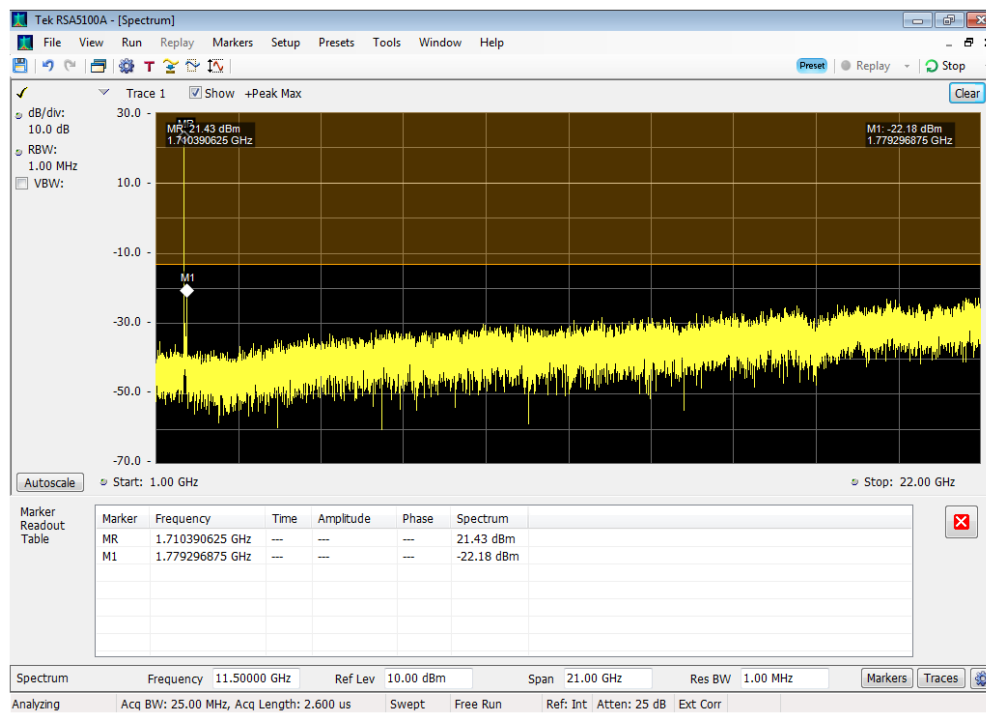 Tek RSA5100A - [Spectrum]
File View Run Replay Markers Setup Presets Tools Window Help
T Preset Replay Stop
Trace 1 Show +Peak Max Clear
dB/div:
10.0 dB
RBW:
1.00 MHz
VBW:
30.0 -
10.0 -
-10.0 -
-30.0 -
-50.0 -
-70.0 -
MR
MR: 21.43 dBm
1.710390625 GHz
M1: -22.18 dBm
1.779296875 GHz
M1
Autoscale Start: 1.00 GHz Stop: 22.00 GHz
Marker
Readout
Table
Marker Frequency Time Amplitude Phase Spectrum
MR 1.710390625 GHz --- --- --- 21.43 dBm
M1 1.779296875 GHz --- --- --- -22.18 dBm
Spectrum Frequency 11.50000 GHz Ref Lev 10.00 dBm Span 21.00 GHz Res BW 1.00 MHz Markers Traces
Analyzing Acq BW: 25.00 MHz, Acq Length: 2.600 us Swept Free Run Ref: Int Atten: 25 dB Ext Corr